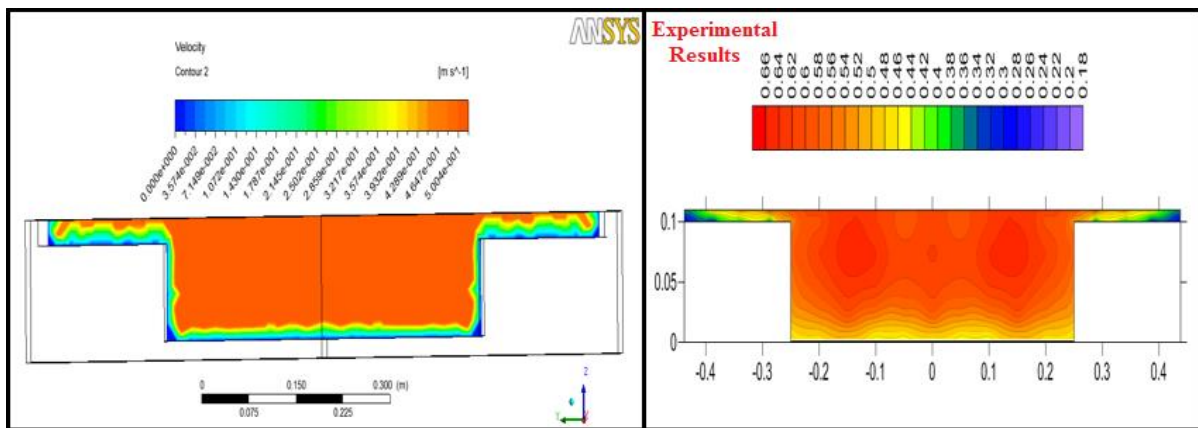 ANSYS
Velocity
Contour 2
[m s^-1]
0.000e+000
3.574e-002
7.149e-002
1.072e-001
1.430e-001
1.787e-001
2.145e-001
2.502e-001
2.859e-001
3.217e-001
3.574e-001
3.932e-001
4.289e-001
4.647e-001
5.004e-001
0 0.150 0.300 (m)
0.075 0.225
Z
Y
X
Experimental
Results
0.66
0.64
0.62
0.6
0.58
0.56
0.54
0.52
0.5
0.48
0.46
0.44
0.42
0.4
0.38
0.36
0.34
0.32
0.3
0.28
0.26
0.24
0.22
0.2
0.18
0.1
0.05
0
-0.4 -0.3 -0.2 -0.1 0 0.1 0.2 0.3 0.4